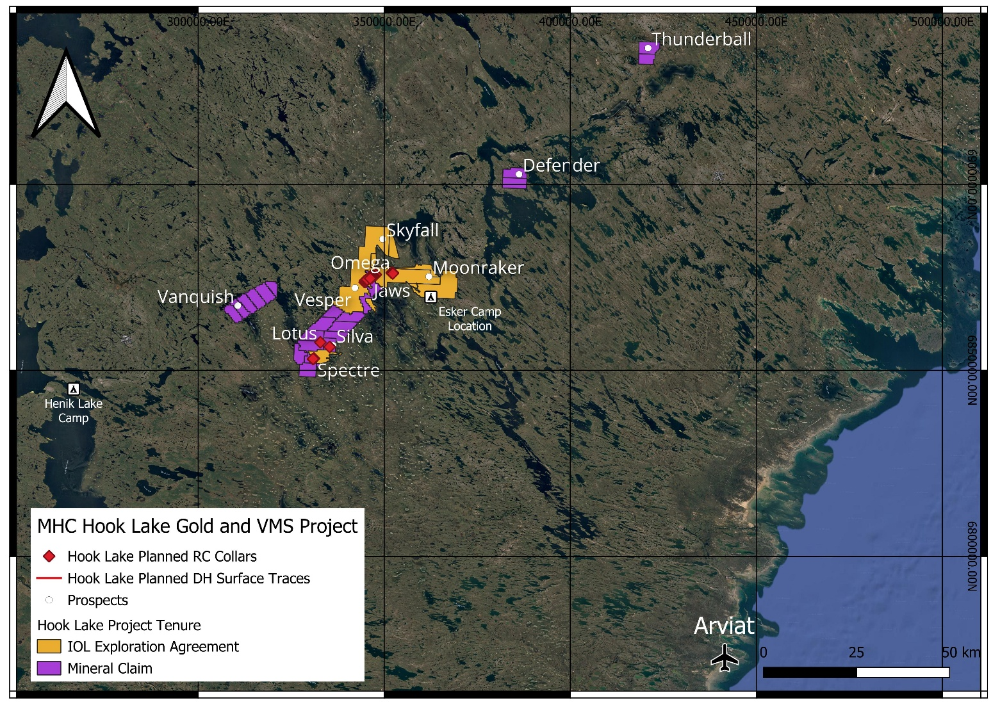 300000.00E
350000.00E
400000.00E
450000.00E
500000.00E
Thunderball
Defender
6900000.00N
Skyfall
Omega
Moonraker
Jaws
Vanquish
Vesper
Esker Camp
Location
Lotus
Silva
6850000.00N
Spectre
Henik Lake
Camp
MHC Hook Lake Gold and VMS Project
Hook Lake Planned RC Collars
Hook Lake Planned DH Surface Traces
Prospects
Hook Lake Project Tenure
IOL Exploration Agreement
Mineral Claim
6800000.00N
Arviat
0 25 50 km